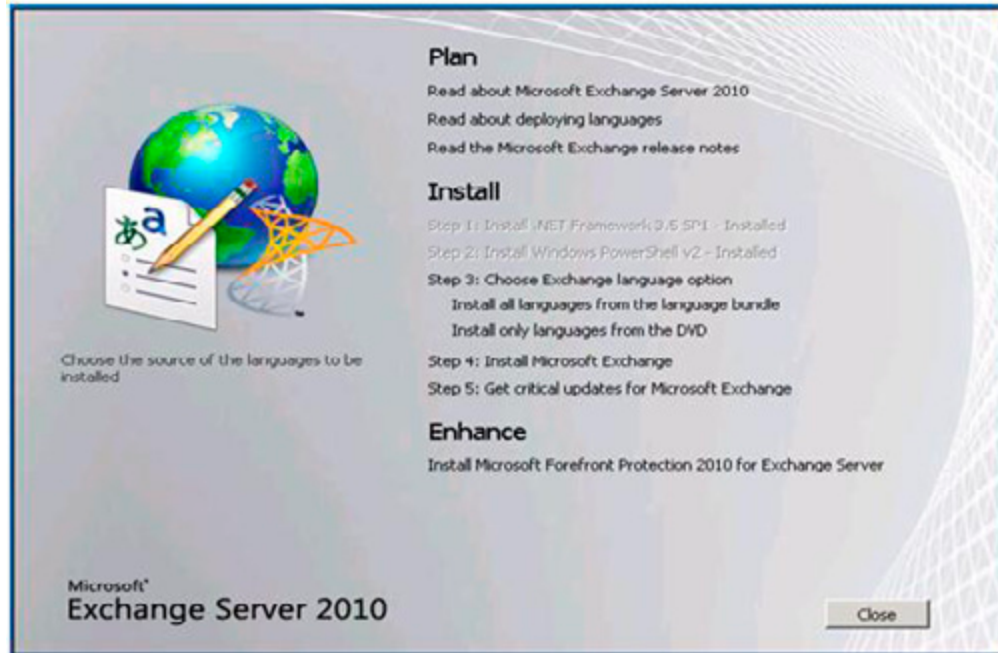 Plan
Read about Microsoft Exchange Server 2010
Read about deploying languages
Read the Microsoft Exchange release notes
Install
Step 1: Install .NET Framework 3.5 SP1 - Installed
Step 2: Install Windows PowerShell v2 - Installed
Step 3: Choose Exchange language option
Install all languages from the language bundle
Install only languages from the DVD
Step 4: Install Microsoft Exchange
Step 5: Get critical updates for Microsoft Exchange
Enhance
Install Microsoft Forefront Protection 2010 for Exchange Server
あ a
Choose the source of the languages to be
installed
Microsoft®
Exchange Server 2010
Close